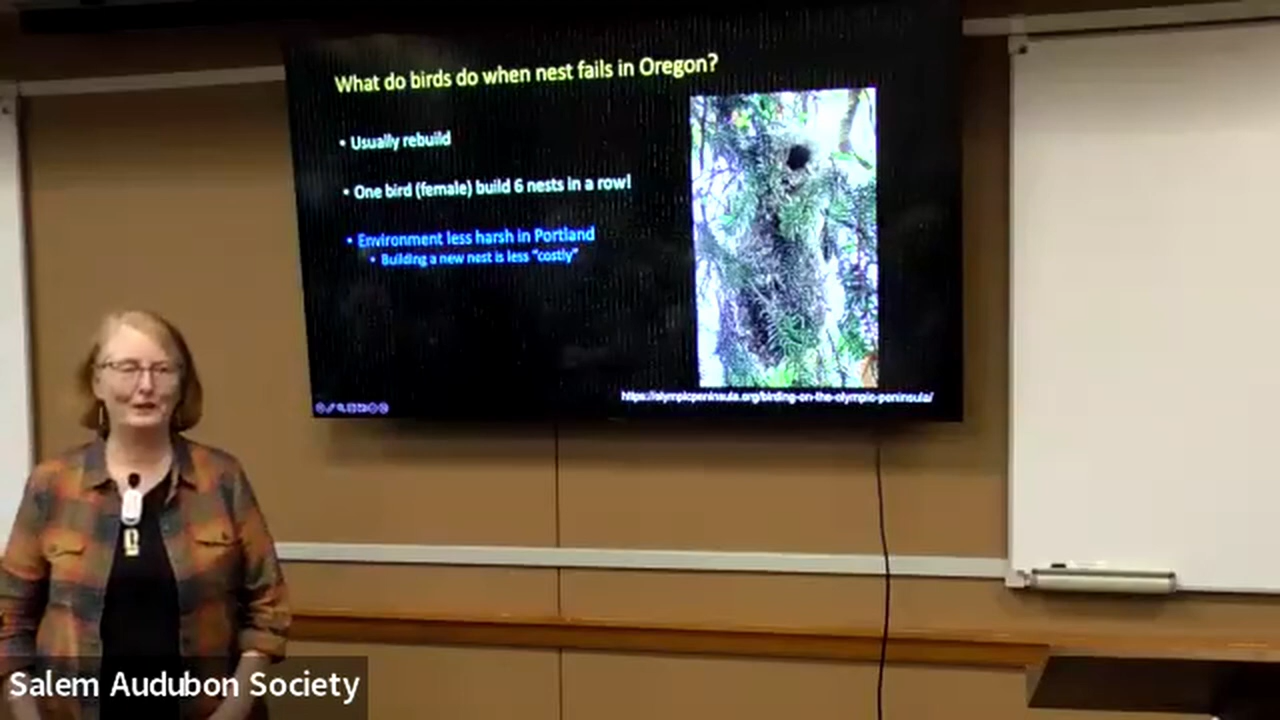 What do birds do when nest fails in Oregon?
• Usually rebuild
• One bird (female) build 6 nests in a row!
• Environment less harsh in Portland
• Building a new nest is less "costly"
https://olympicpeninsula.org/birding-on-the-olympic-peninsula/
Salem Audubon Society